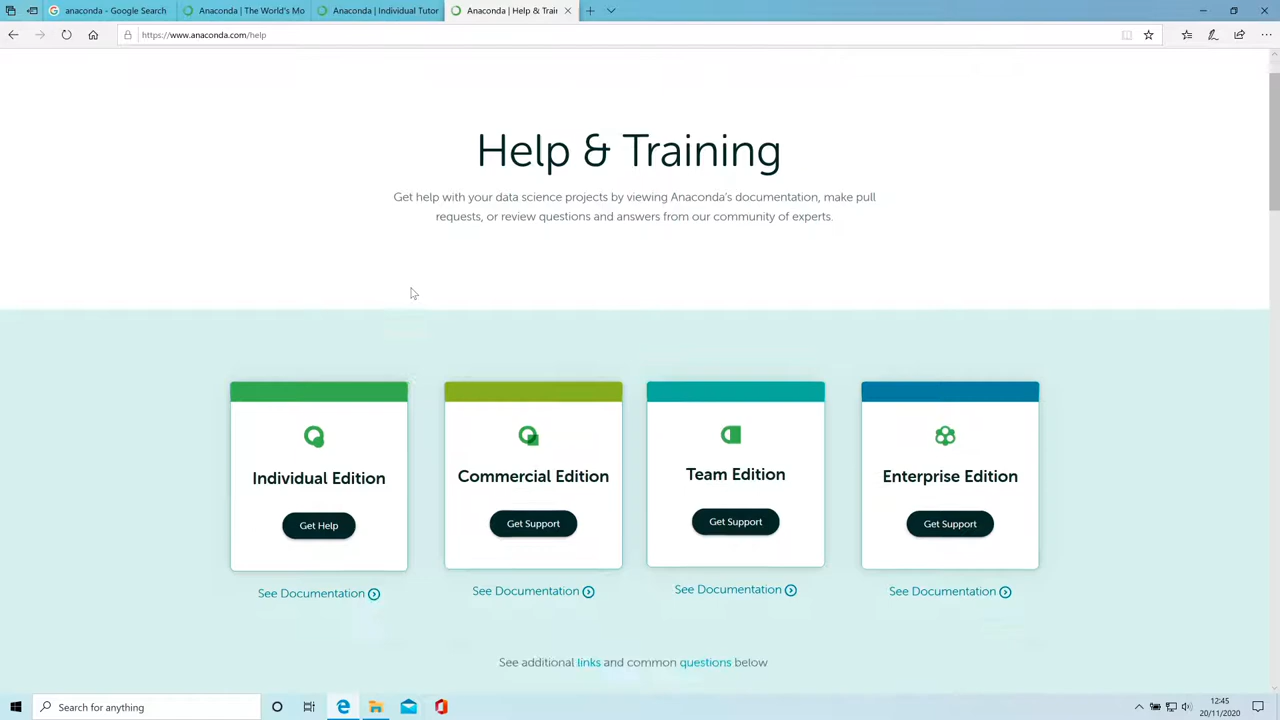 anaconda - Google Search
Anaconda | The World's Mo
Anaconda | Individual Tutor
Anaconda | Help & Trai
https://www.anaconda.com/help
Help & Training
Get help with your data science projects by viewing Anaconda's documentation, make pull
requests, or review questions and answers from our community of experts.
Individual Edition
Commercial Edition
Team Edition
Enterprise Edition
Get Help
Get Support
Get Support
Get Support
See Documentation
See Documentation
See Documentation
See Documentation
See additional links and common questions below
Search for anything
12:45
20/11/2020